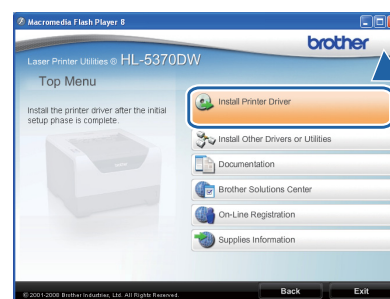 Macromedia Flash Player 8
brother
Laser Printer Utilities ® HL-5370DW
Top Menu
Install the printer driver after the initial
setup phase is complete.
Install Printer Driver
Install Other Drivers or Utilities
Documentation
Brother Solutions Center
On-Line Registration
Supplies Information
© 2001-2008 Brother Industries, Ltd. All Rights Reserved.
Back
Exit